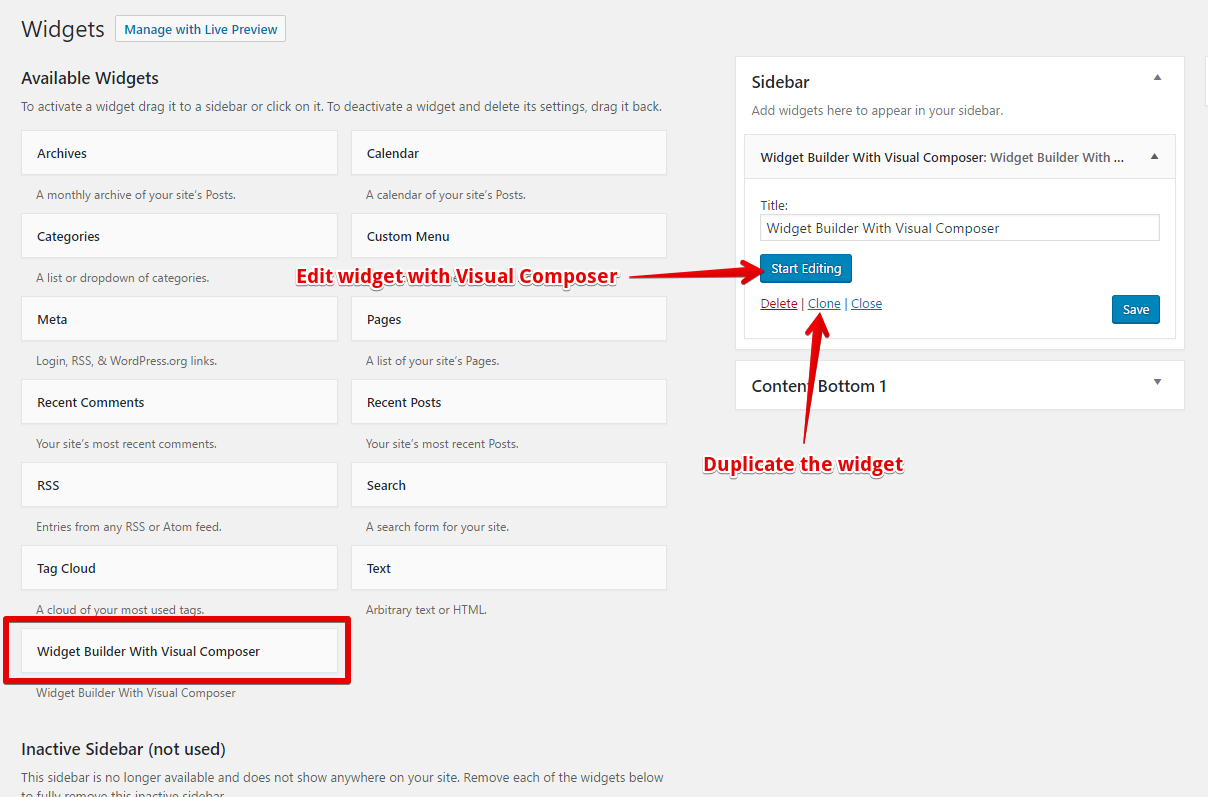 Widgets
Manage with Live Preview
Available Widgets
To activate a widget drag it to a sidebar or click on it. To deactivate a widget and delete its settings, drag it back.
Archives
Calendar
A monthly archive of your site's Posts.
A calendar of your site's Posts.
Categories
Custom Menu
A list or dropdown of categories.
Edit widget with Visual Composer
Meta
Pages
Login, RSS, & WordPress.org links.
A list of your site's Pages.
Recent Comments
Recent Posts
Your site's most recent comments.
Your site's most recent Posts.
RSS
Search
Entries from any RSS or Atom feed.
A search form for your site.
Tag Cloud
Text
A cloud of your most used tags.
Arbitrary text or HTML.
Widget Builder With Visual Composer
Widget Builder With Visual Composer
Inactive Sidebar (not used)
This sidebar is no longer available and does not show anywhere on your site. Remove each of the widgets below
to fully remove this inactive sidebar.
Sidebar
Add widgets here to appear in your sidebar.
Widget Builder With Visual Composer: Widget Builder With ...
Title:
Widget Builder With Visual Composer
Start Editing
Delete | Clone | Close
Save
Content Bottom 1
Duplicate the widget